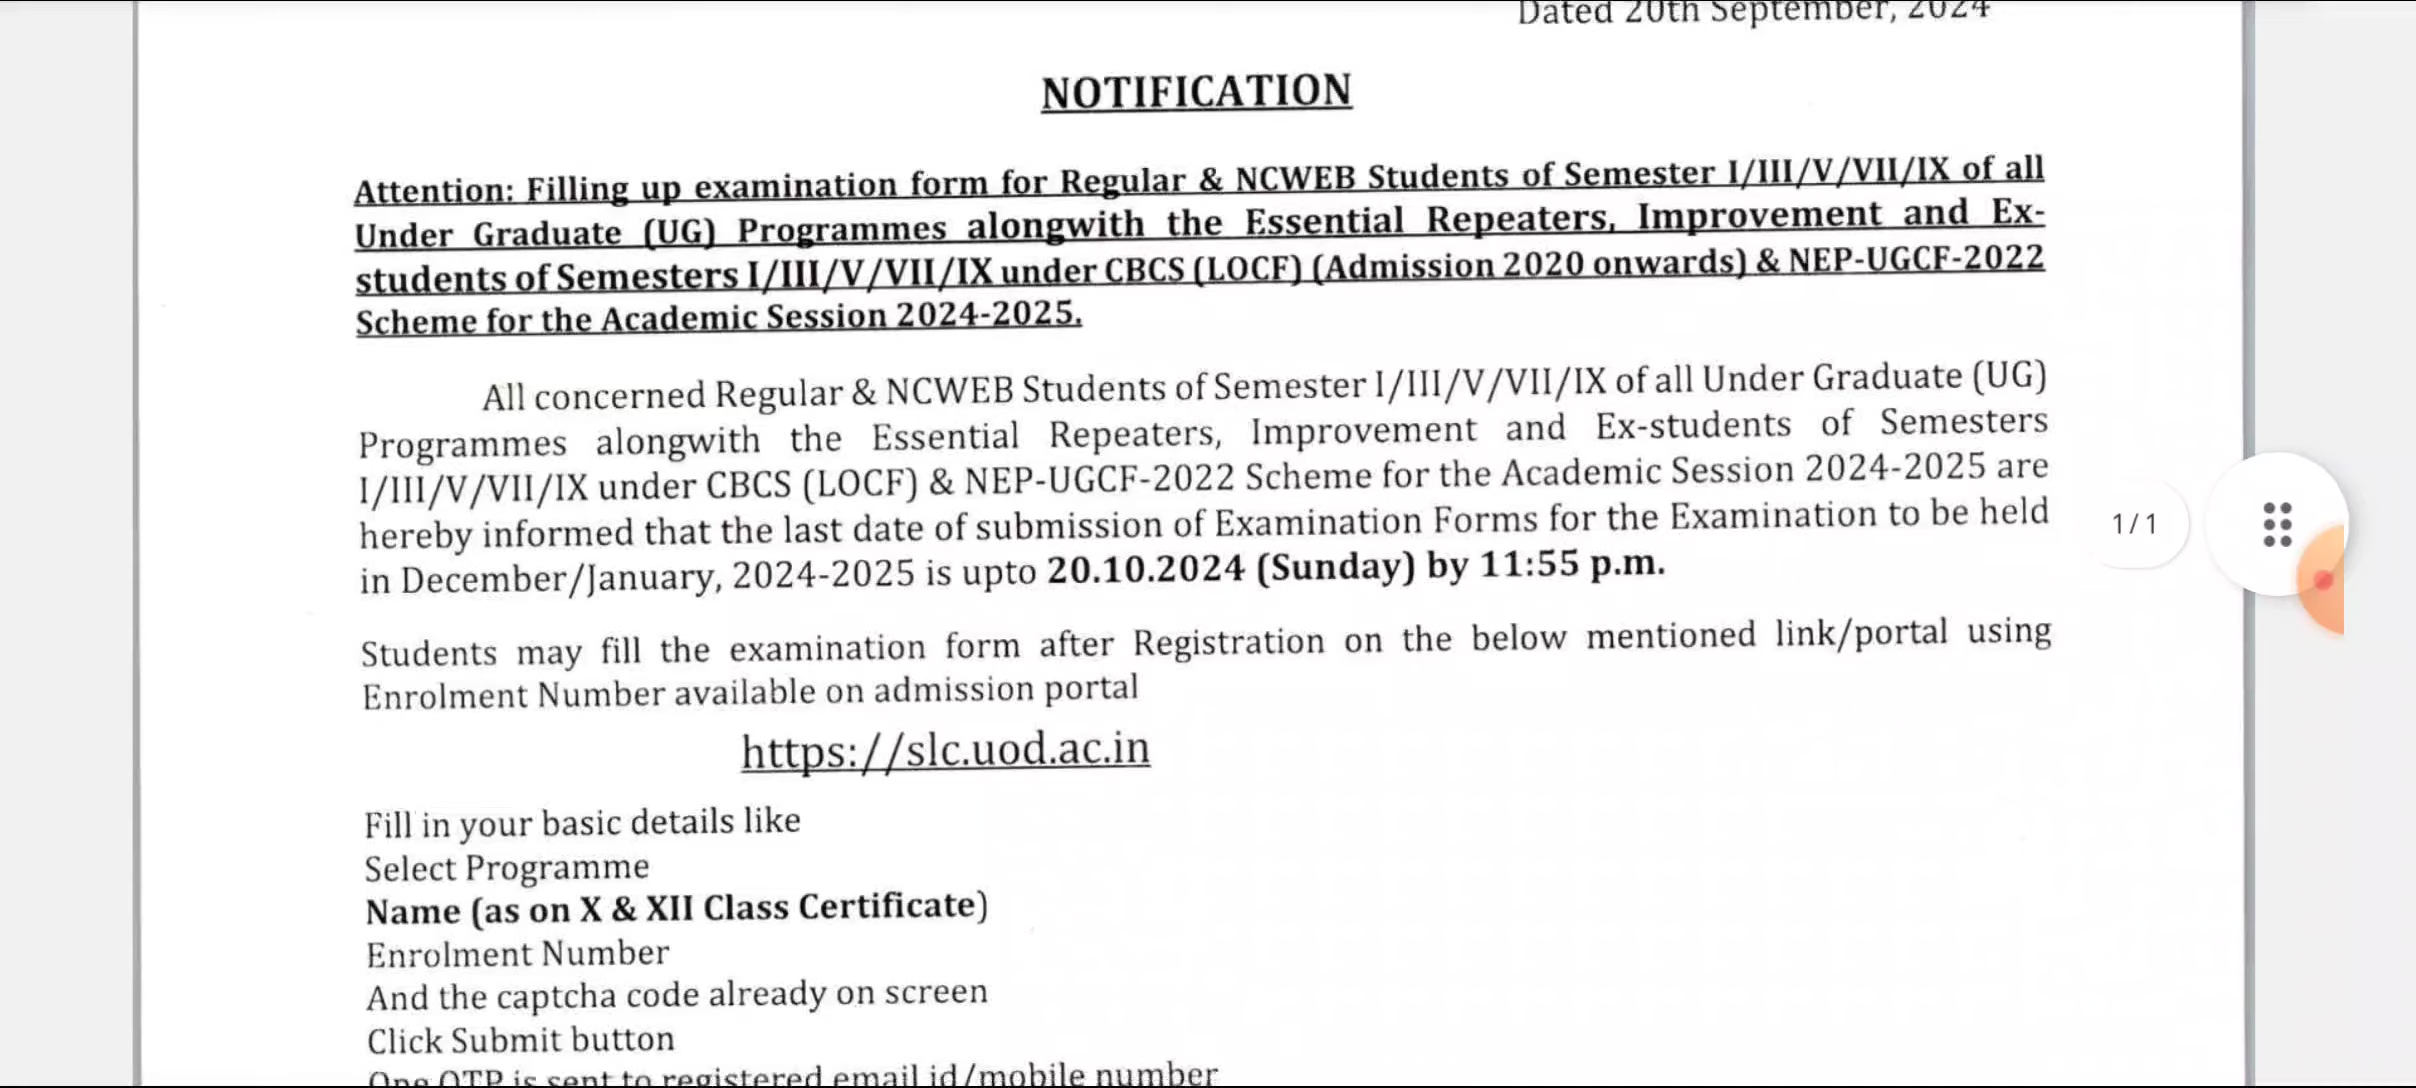 Dated 20th September, 2024
NOTIFICATION
Attention: Filling up examination form for Regular & NCWEB Students of Semester I/III/V/VII/IX of all
Under Graduate (UG) Programmes alongwith the Essential Repeaters, Improvement and Ex-
students of Semesters I/III/V/VII/IX under CBCS (LOCF) (Admission 2020 onwards) & NEP-UGCF-2022
Scheme for the Academic Session 2024-2025.
All concerned Regular & NCWEB Students of Semester I/III/V/VII/IX of all Under Graduate (UG)
Programmes alongwith the Essential Repeaters, Improvement and Ex-students of Semesters
I/III/V/VII/IX under CBCS (LOCF) & NEP-UGCF-2022 Scheme for the Academic Session 2024-2025 are
hereby informed that the last date of submission of Examination Forms for the Examination to be held
in December/January, 2024-2025 is upto 20.10.2024 (Sunday) by 11:55 p.m.
1/1
Students may fill the examination form after Registration on the below mentioned link/portal using
Enrolment Number available on admission portal
https://slc.uod.ac.in
Fill in your basic details like
Select Programme
Name (as on X & XII Class Certificate)
Enrolment Number
And the captcha code already on screen
Click Submit button
One OTP is sent to registered email id/mobile number